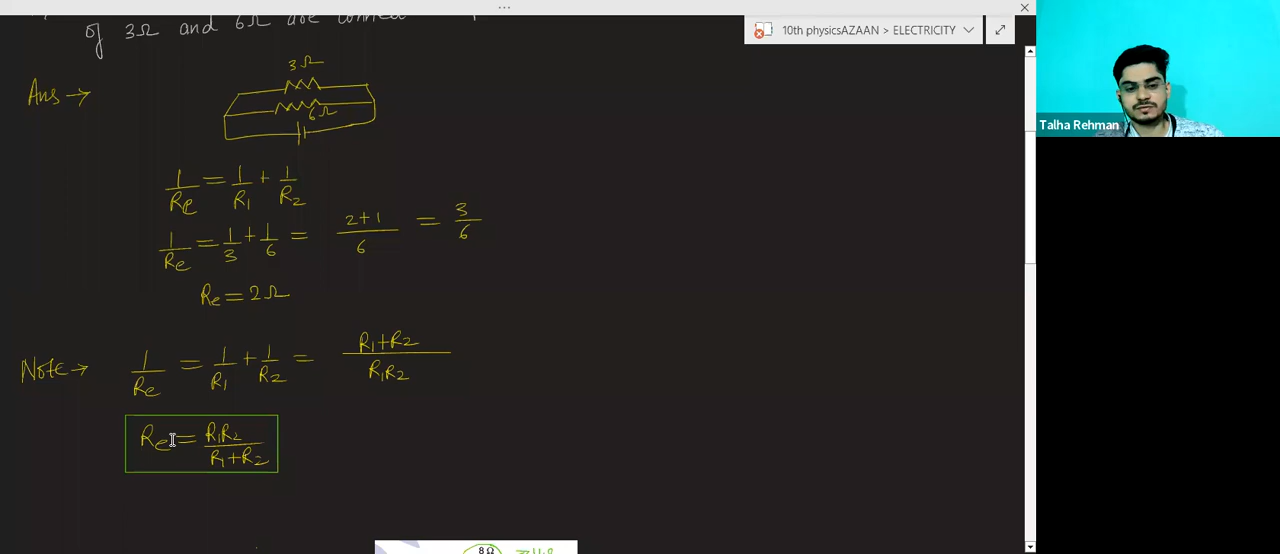 of 3Ω and 6Ω are
10th physicsAZAAN > ELECTRICITY
Ans →
3Ω
6Ω
Talha Rehman
1/Re = 1/R1 + 1/R2
1/Re = 1/3 + 1/6 = 2+1/6 = 3/6
Re = 2Ω
Note → 1/Re = 1/R1 + 1/R2 = R1+R2/R1R2
Re = R1R2/R1+R2
8 Ω